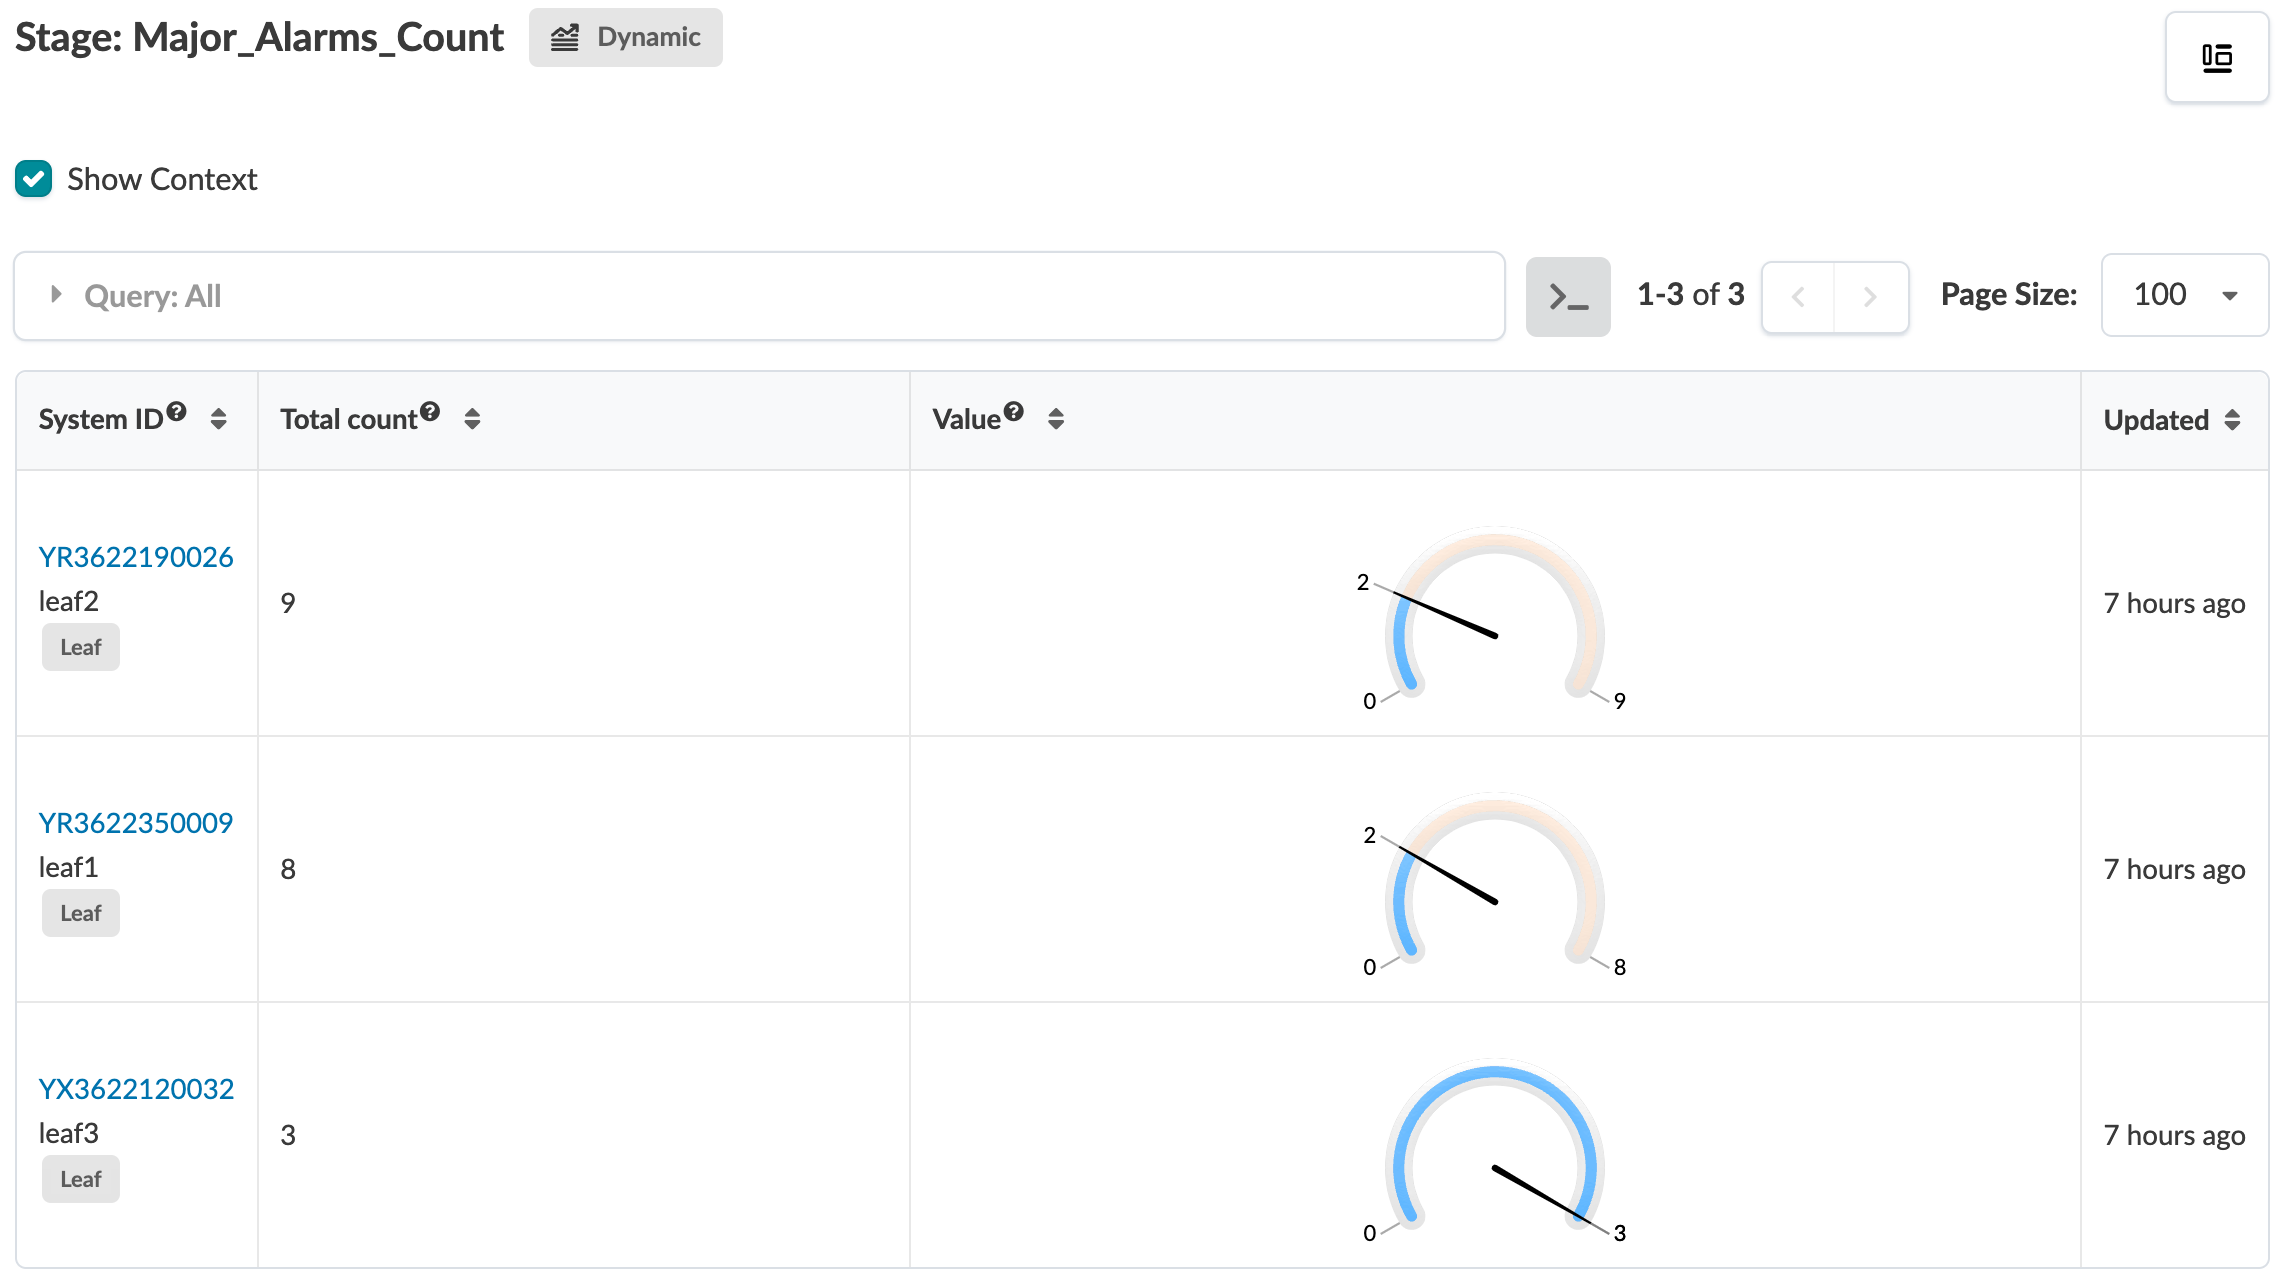 Stage: Major_Alarms_Count
Dynamic
Show Context
Query: All
1-3 of 3
Page Size:
100
System ID
Total count
Value
Updated
YR3622190026
leaf2
Leaf
9
2
0
9
7 hours ago
YR3622350009
leaf1
Leaf
8
2
0
8
7 hours ago
YX3622120032
leaf3
Leaf
3
0
3
7 hours ago